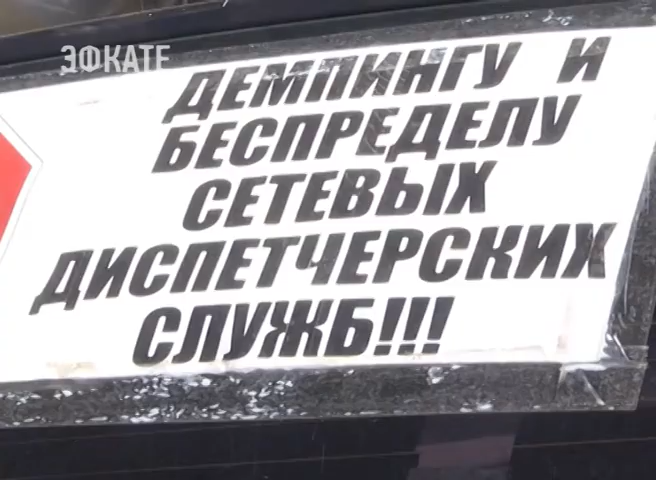 ЭФКАТЕ
ДЕМПИНГУ И
БЕСПРЕДЕЛУ
СЕТЕВЫХ
ДИСПЕТЧЕРСКИХ
СЛУЖБ!!!